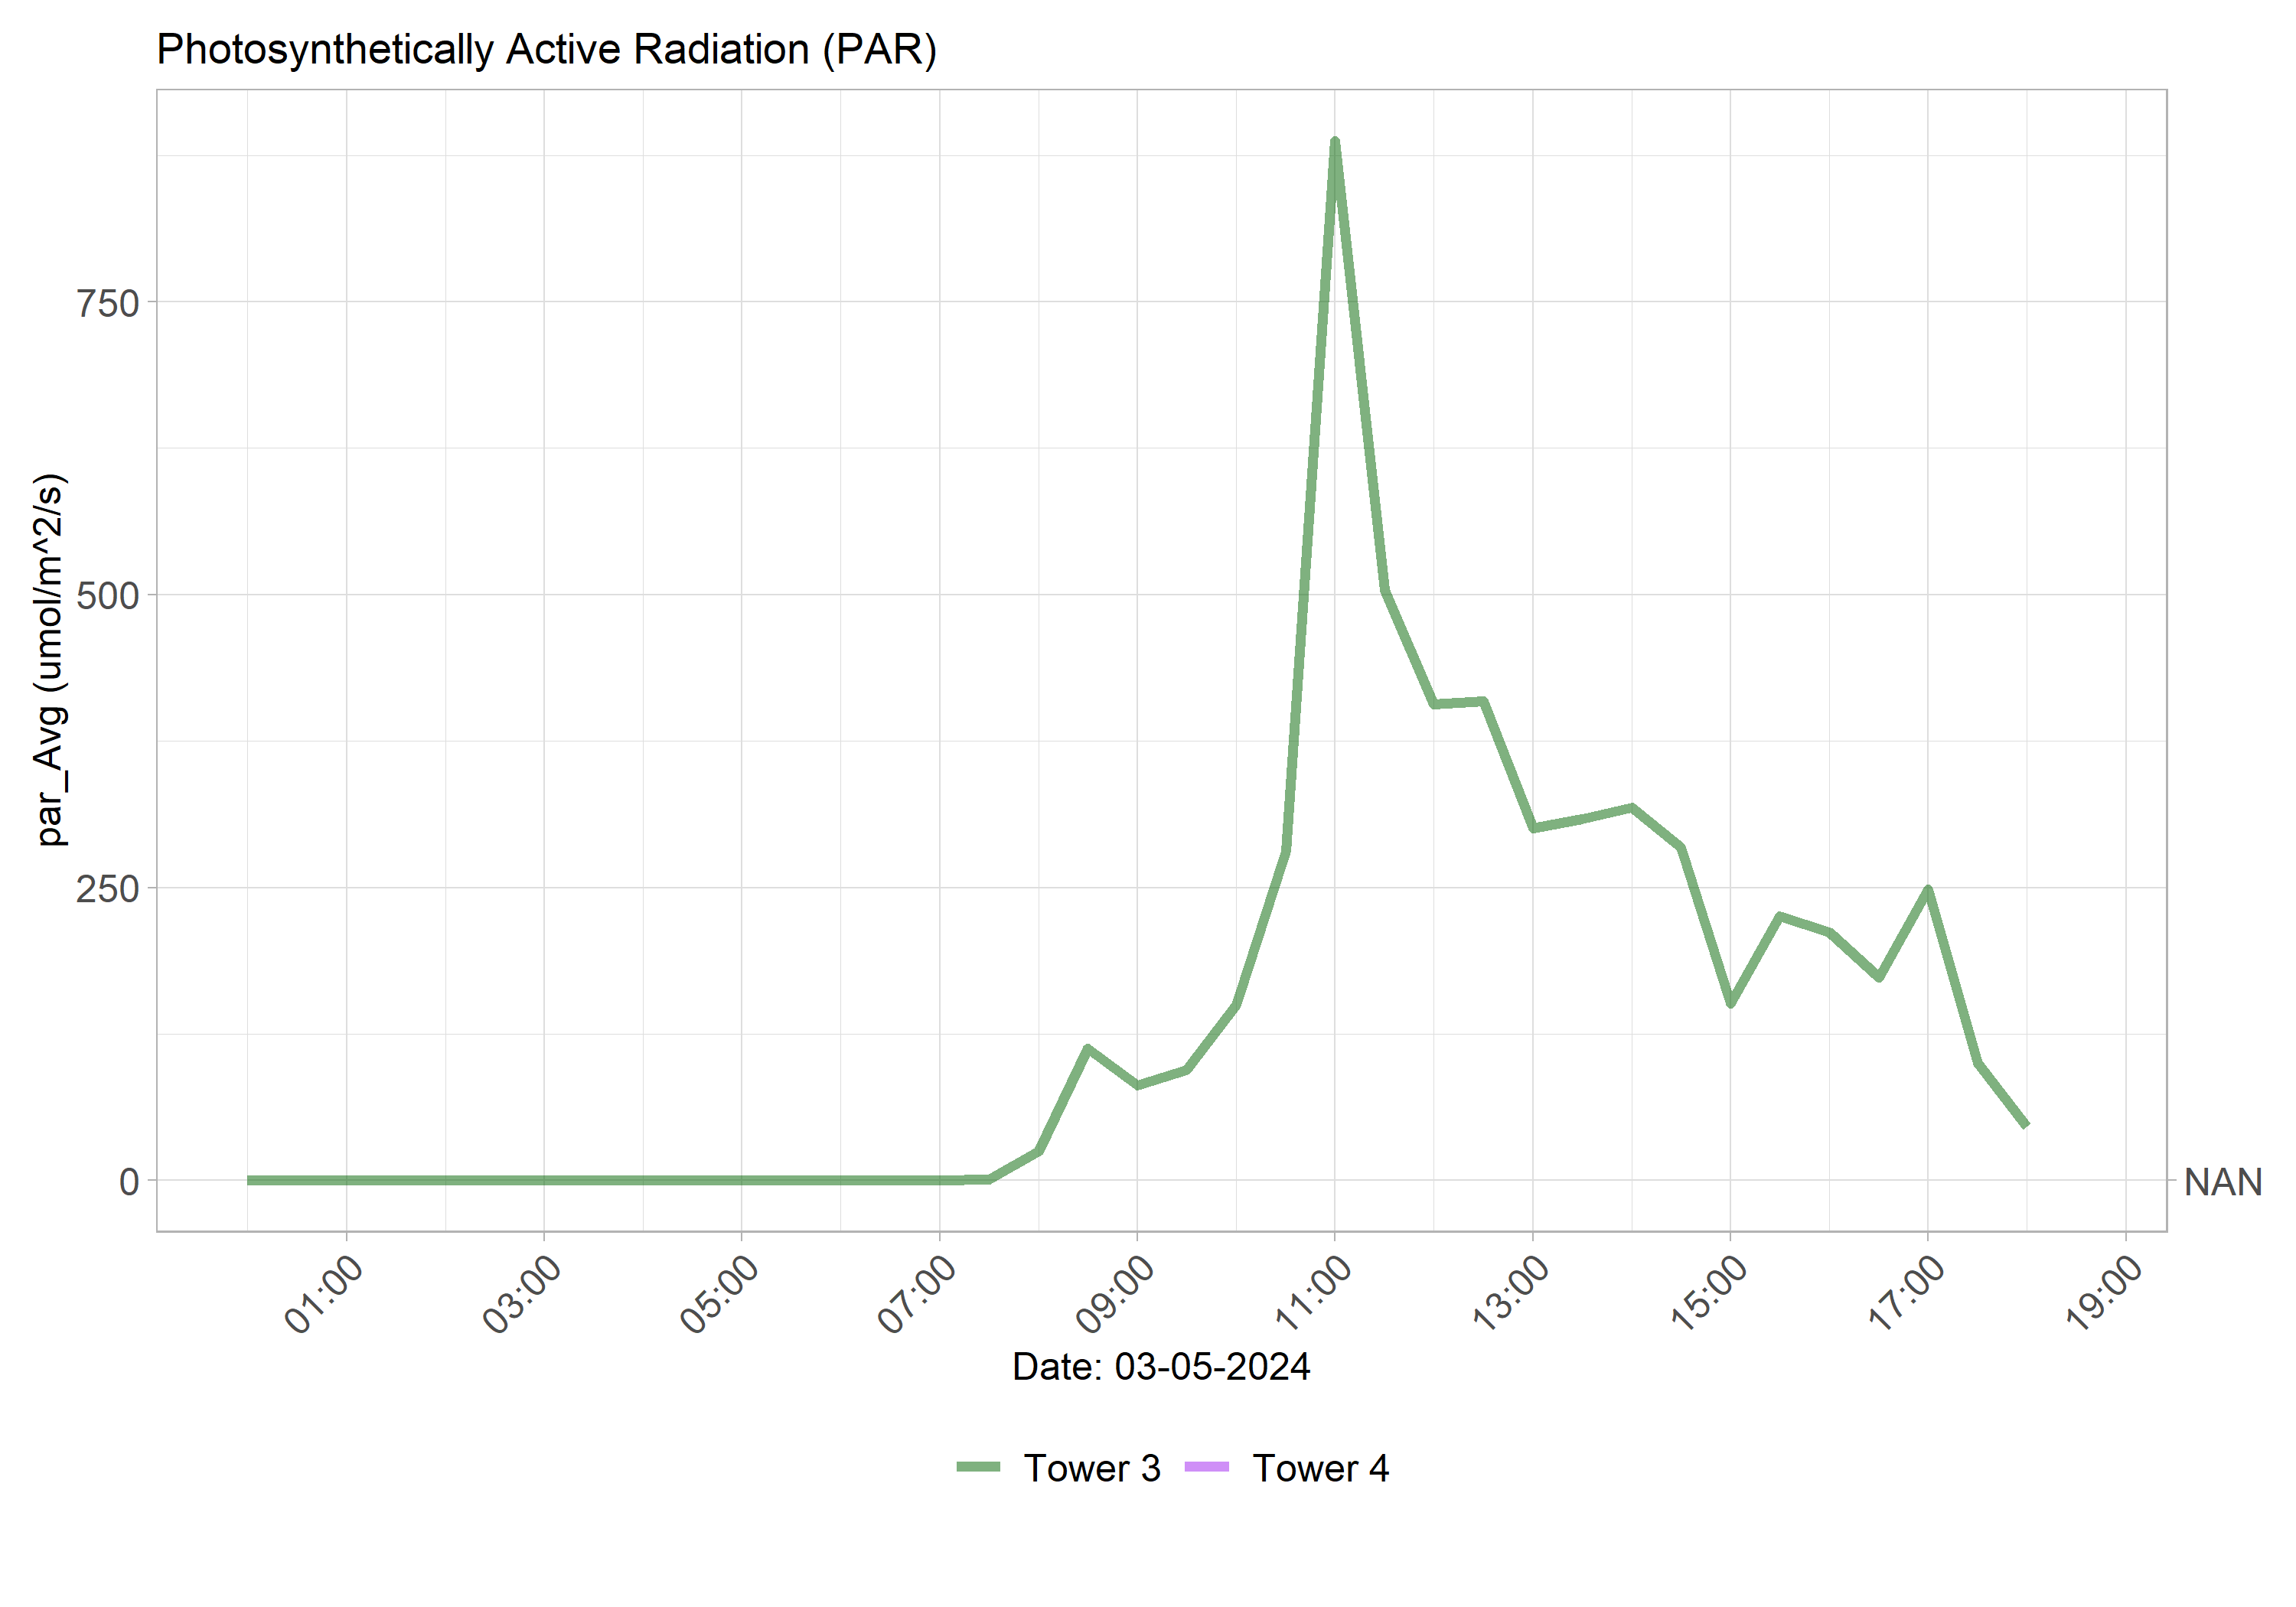 Photosynthetically Active Radiation (PAR)
par_Avg (umol/m^2/s)
750
500
250
0
NAN
01:00
03:00
05:00
07:00
09:00
11:00
13:00
15:00
17:00
19:00
Date: 03-05-2024
Tower 3
Tower 4